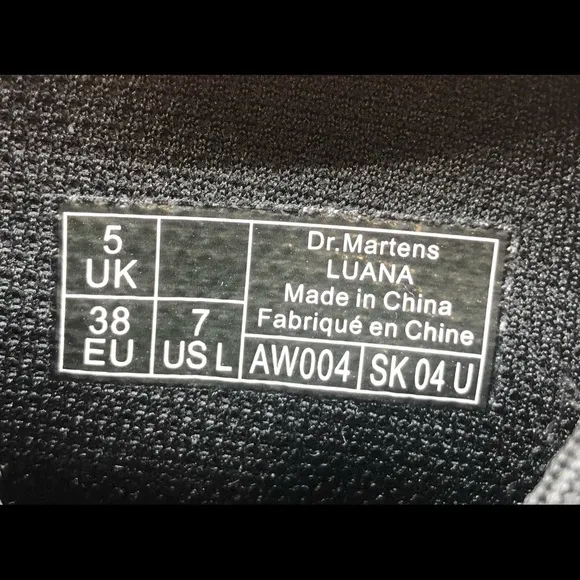 5
UK
38
EU
7
US L
Dr.Martens
LUANA
Made in China
Fabriqué en Chine
AW004
SK 04 U